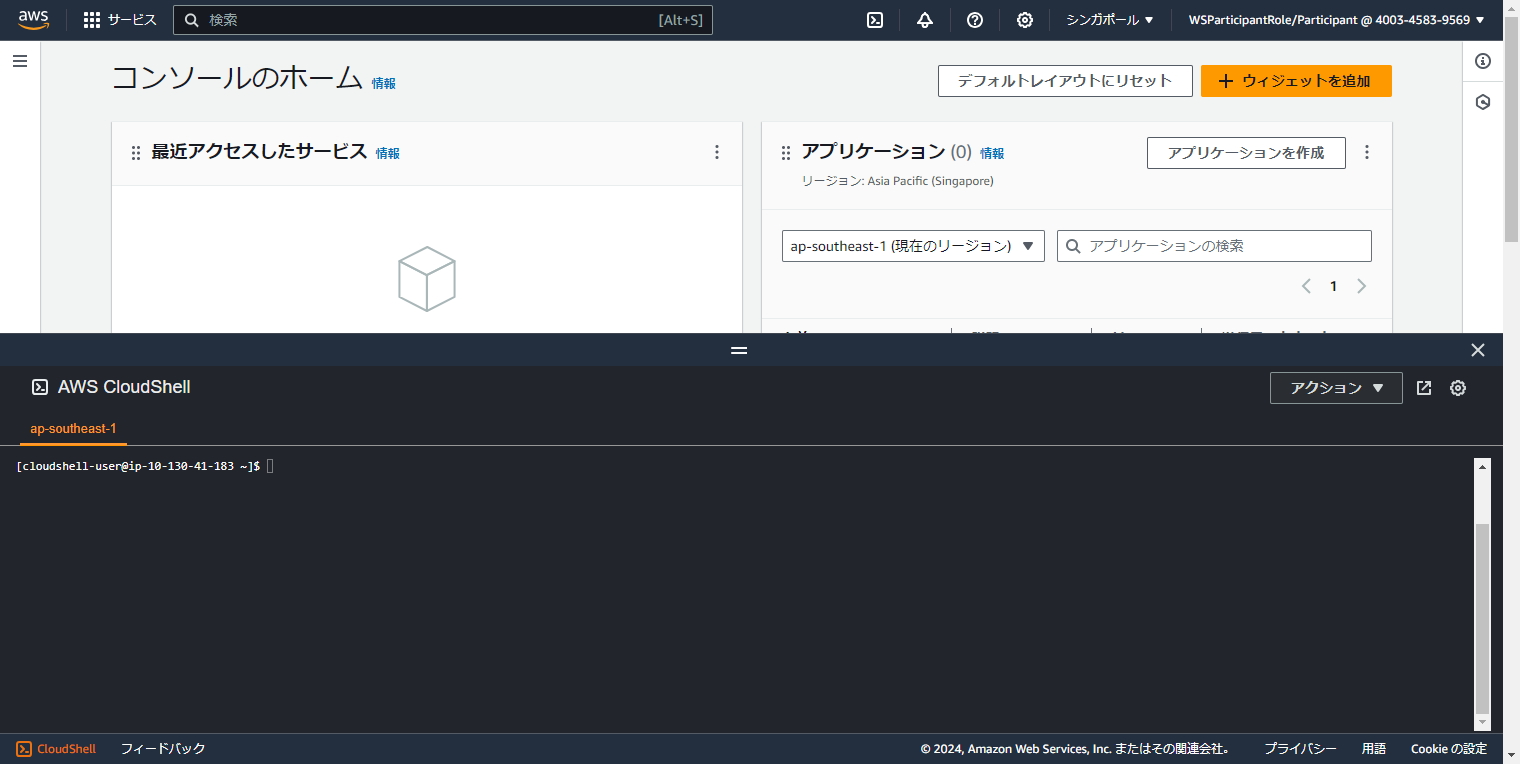 aws サービス 検索 [Alt+S] シンガポール ▼ WSParticipantRole/Participant @ 4003-4583-9569 ▼
コンソールのホーム 情報 デフォルトレイアウトにリセット + ウィジェットを追加
最近アクセスしたサービス 情報
アプリケーション (0) 情報 アプリケーションを作成
リージョン: Asia Pacific (Singapore)
ap-southeast-1 (現在のリージョン) ▼ アプリケーションの検索
1
AWS CloudShell アクション ▼
ap-southeast-1
[cloudshell-user@ip-10-130-41-183 ~]$
CloudShell フィードバック © 2024, Amazon Web Services, Inc. またはその関連会社。 プライバシー 用語 Cookie の設定